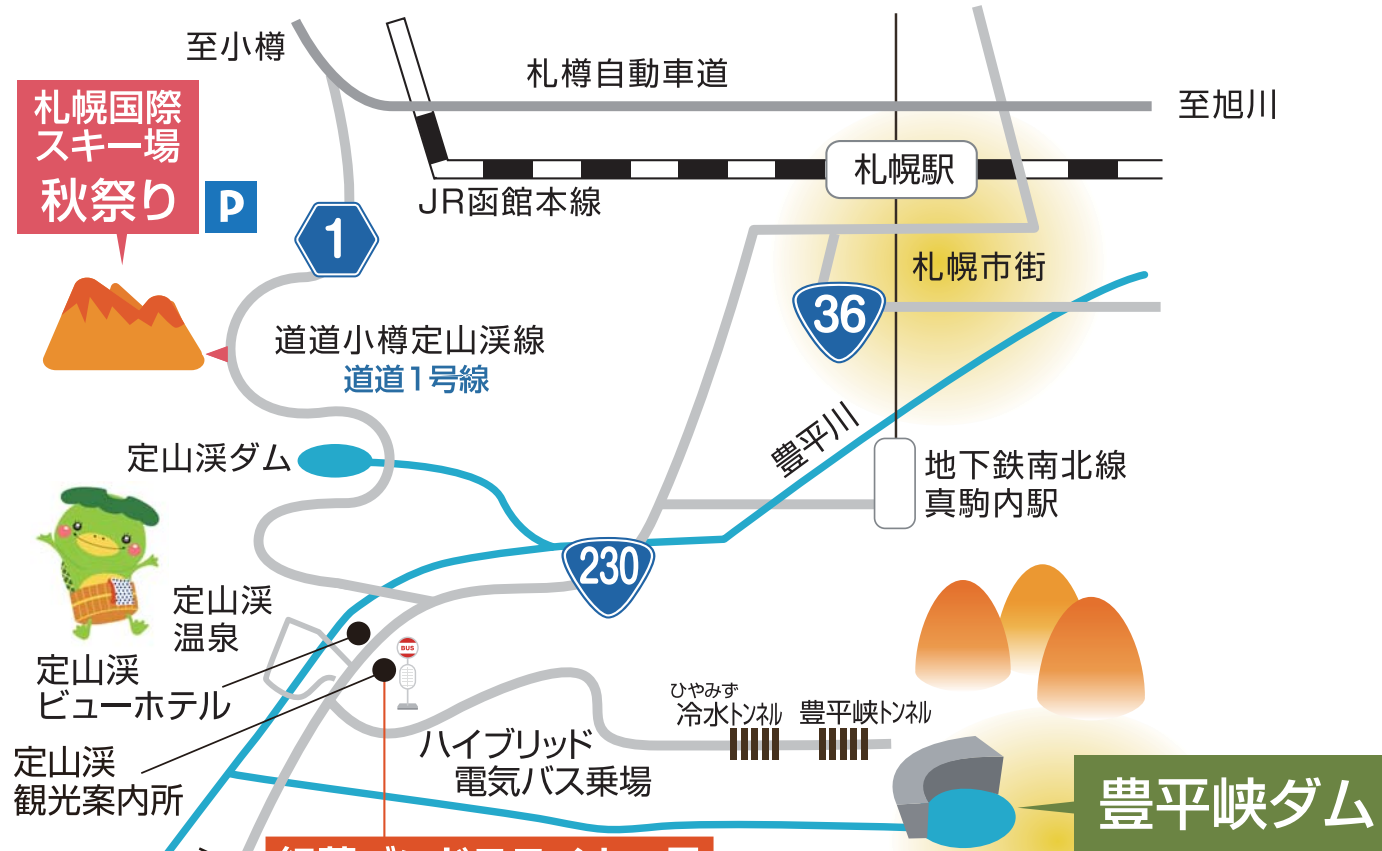 至小樽
札樽自動車道
至旭川
札幌国際
スキー場
秋祭り
P
札幌駅
JR函館本線
1
札幌市街
36
道道小樽定山渓線
道道1号線
豊平川
定山渓ダム
地下鉄南北線
真駒内駅
230
定山渓
温泉
BUS
定山渓
ビューホテル
ひやみず
冷水トンネル
豊平峡トンネル
ハイブリッド
電気バス乗場
定山渓
観光案内所
豊平峡ダム